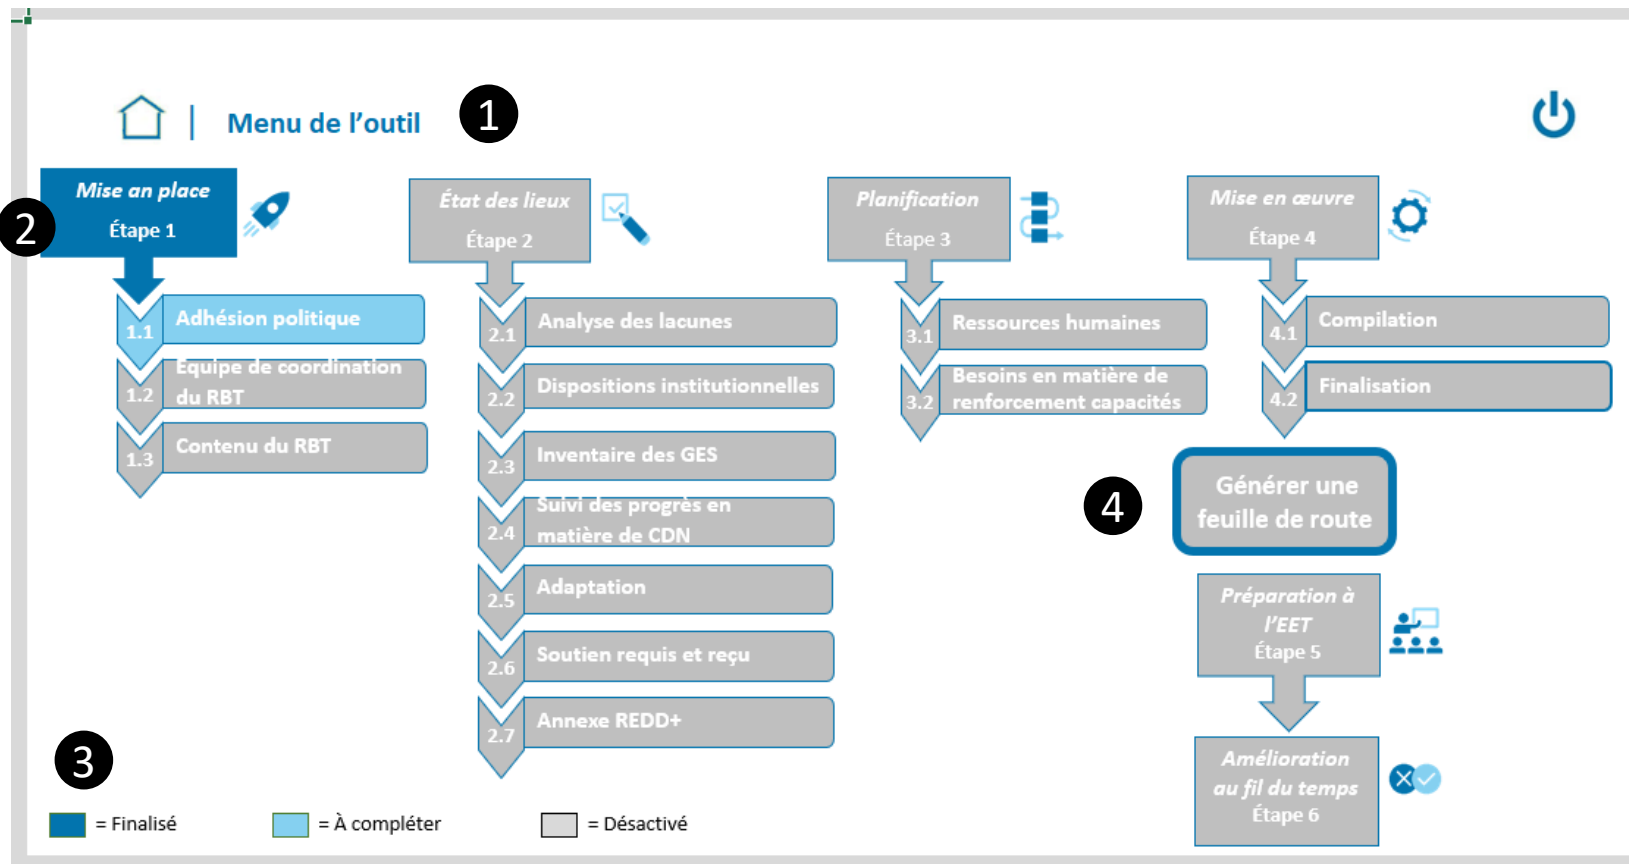 Menu de l'outil
1
2
Mise an place
Étape 1
1.1
Adhésion politique
1.2
Équipe de coordination
du RBT
1.3
Contenu du RBT
État des lieux
Étape 2
2.1
Analyse des lacunes
2.2
Dispositions institutionnelles
2.3
Inventaire des GES
2.4
Suivi des progrès en
matière de CDN
2.5
Adaptation
2.6
Soutien requis et reçu
2.7
Annexe REDD+
Planification
Étape 3
3.1
Ressources humaines
3.2
Besoins en matière de
renforcement capacités
Mise en œuvre
Étape 4
4.1
Compilation
4.2
Finalisation
4
Générer une
feuille de route
Préparation à
l'EET
Étape 5
Amélioration
au fil du temps
Étape 6
3
= Finalisé
= À compléter
= Désactivé